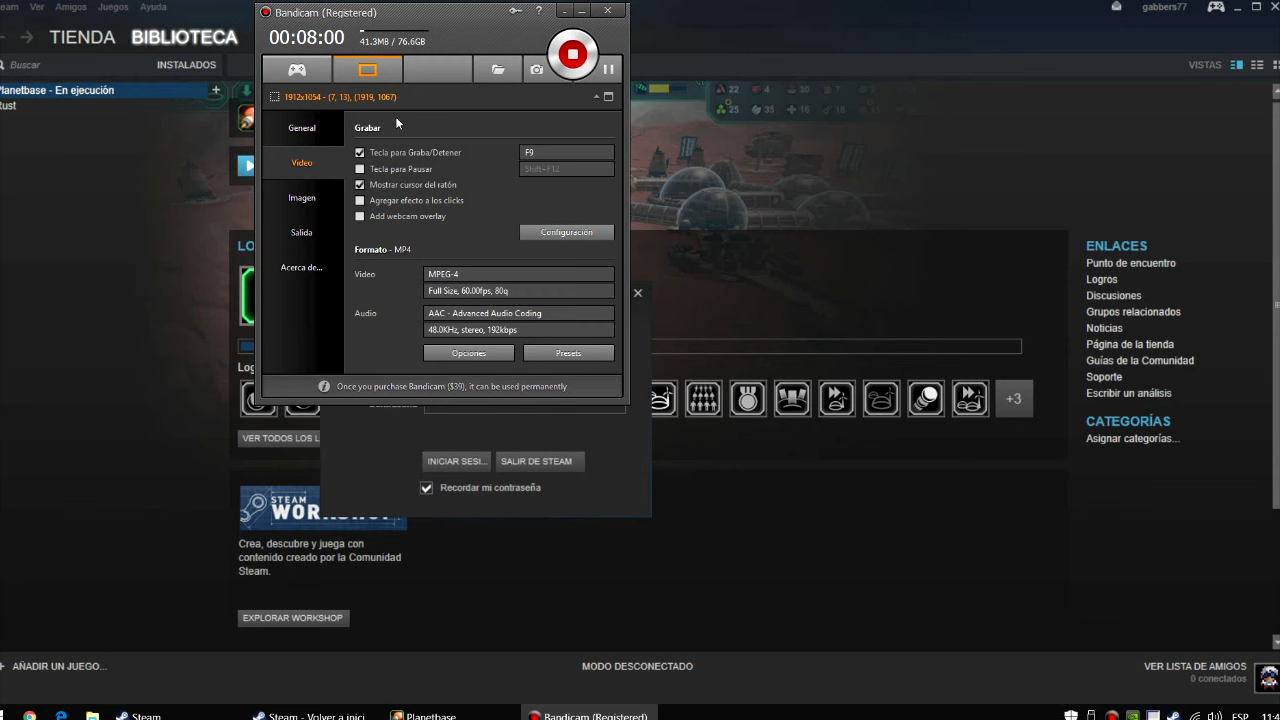 Ver Amigos Juegos Ayuda
gabbers77
TIENDA BIBLIOTECA
Buscar INSTALADOS
VISTAS
Planetbase - En ejecución
Rust
Bandicam (Registered)
00:08:00
41.3MB / 76.6GB
1912x1054 - (7, 13), (1919, 1067)
General
Vídeo
Imagen
Salida
Acerca de...
Grabar
Tecla para Graba/Detener F9
Tecla para Pausar Shift+F12
Mostrar cursor del ratón
Agregar efecto a los clicks
Add webcam overlay
Configuración
Formato - MP4
Video MPEG-4
Full Size, 60.00fps, 80q
Audio AAC - Advanced Audio Coding
48.0KHz, stereo, 192kbps
Opciones Presets
Once you purchase Bandicam ($39), it can be used permanently
22 30
25 35 16 18
INICIAR SESI... SALIR DE STEAM
Recordar mi contraseña
+3
VER TODOS LOS L
STEAM
Crea, descubre y juega con
contenido creado por la Comunidad
Steam.
EXPLORAR WORKSHOP
ENLACES
Punto de encuentro
Logros
Discusiones
Grupos relacionados
Noticias
Página de la tienda
Guías de la Comunidad
Soporte
Escribir un análisis
CATEGORÍAS
Asignar categorías...
AÑADIR UN JUEGO...
MODO DESCONECTADO
VER LISTA DE AMIGOS
0 conectados
Steam
Steam - Volver a inici
Planetbase
Bandicam (Registered)
ESP